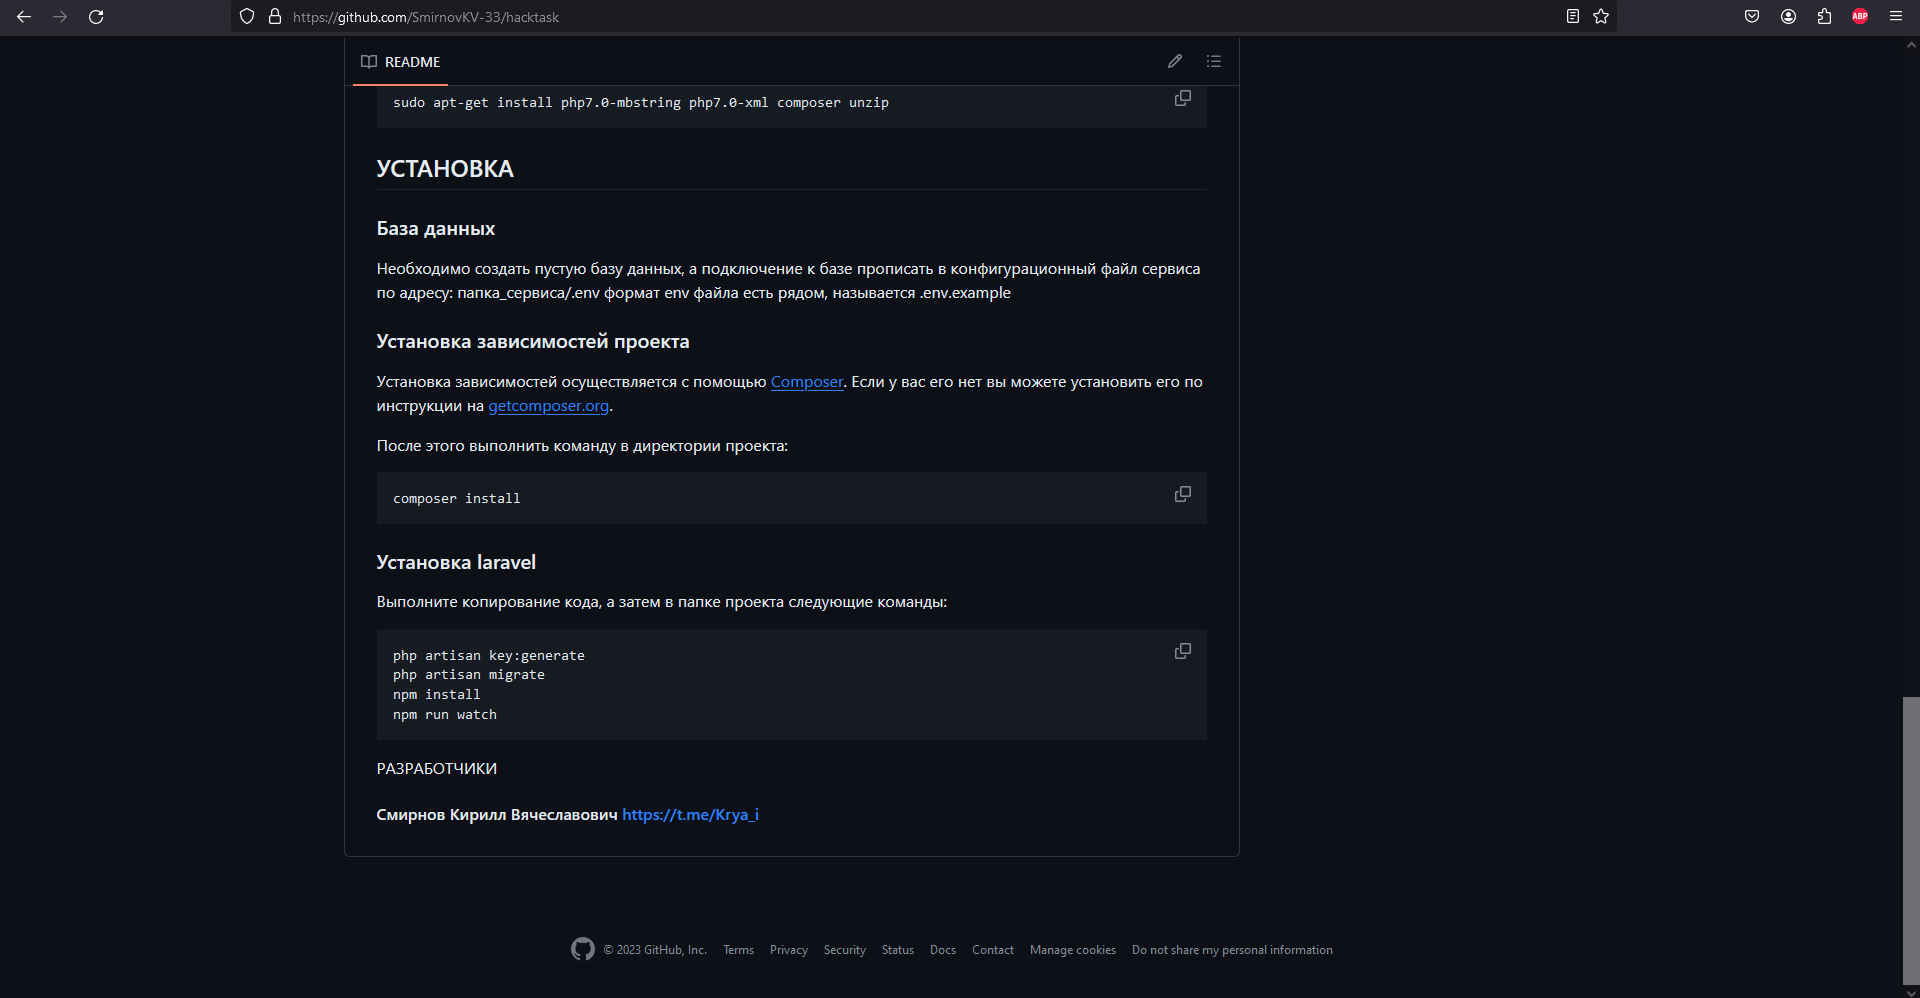 https://github.com/SmirnovKV-33/hacktask
ABP
README
sudo apt-get install php7.0-mbstring php7.0-xml composer unzip
УСТАНОВКА
База данных
Необходимо создать пустую базу данных, а подключение к базе прописать в конфигурационный файл сервиса
по адресу: папка_сервиса/.env формат env файла есть рядом, называется .env.example
Установка зависимостей проекта
Установка зависимостей осуществляется с помощью Composer. Если у вас его нет вы можете установить его по
инструкции на getcomposer.org.
После этого выполнить команду в директории проекта:
composer install
Установка laravel
Выполните копирование кода, а затем в папке проекта следующие команды:
php artisan key:generate
php artisan migrate
npm install
npm run watch
РАЗРАБОТЧИКИ
Смирнов Кирилл Вячеславович https://t.me/Krya_i
© 2023 GitHub, Inc. Terms Privacy Security Status Docs Contact Manage cookies Do not share my personal information